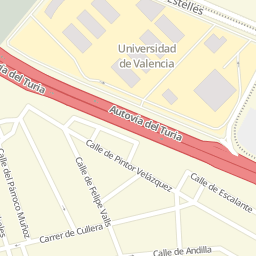 Estellés
Universidad
de Valencia
Autovía del Turia
Autovía del Turia
Calle de Pintor Velázquez
Calle de Escalante
Calle del Párroco Muñoz
Calle de Felipe Valls
Carrer de Cullera
Calle de Andilla